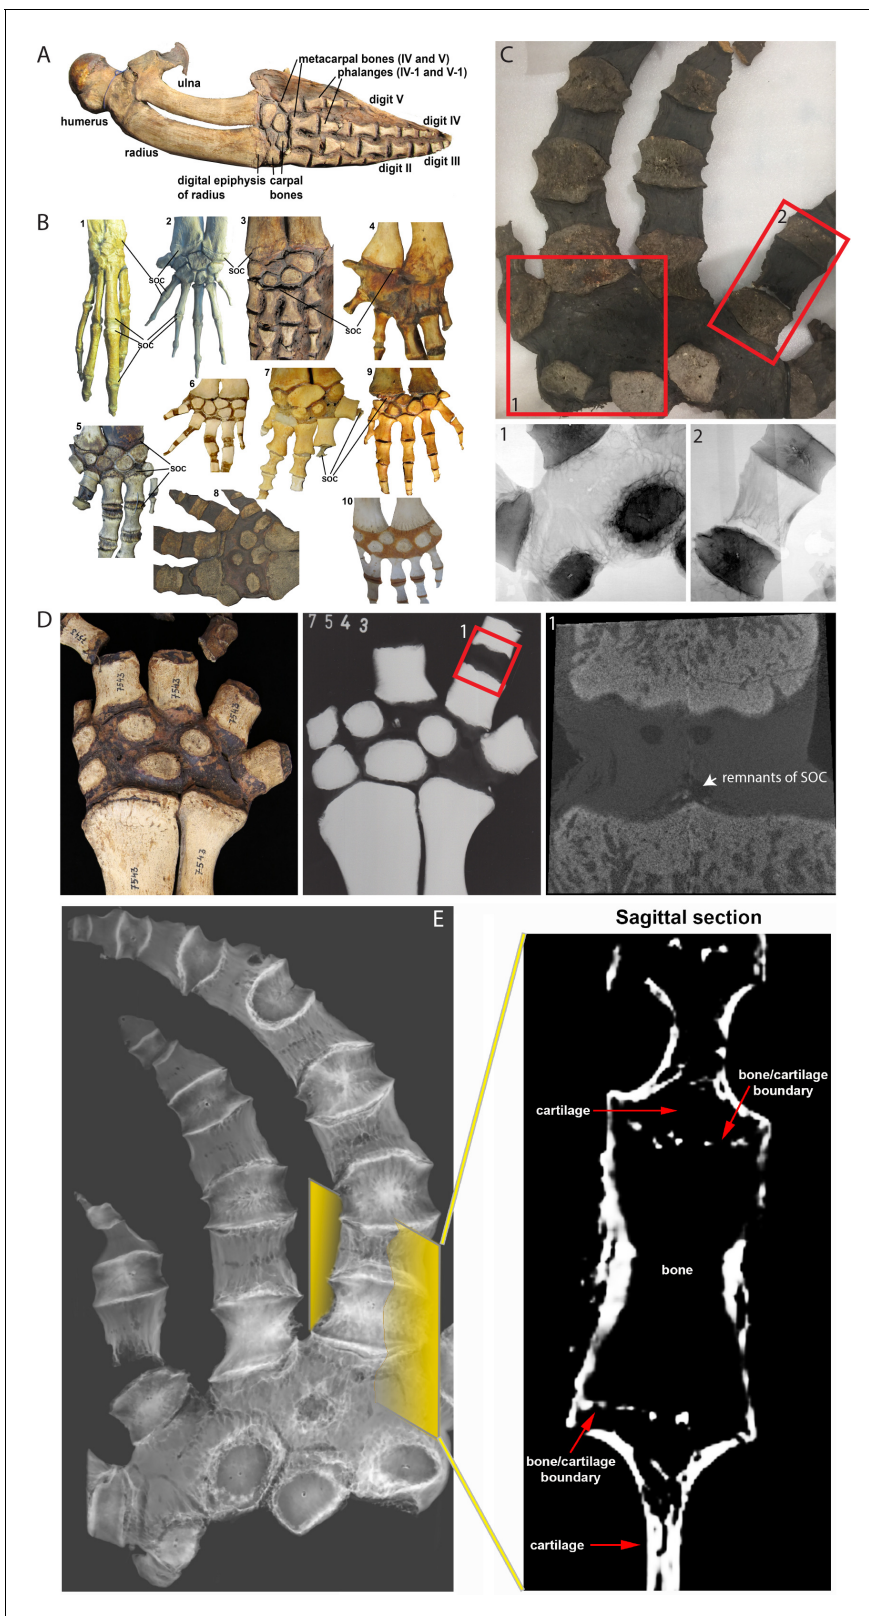 A
metacarpal bones (IV and V)
phalanges (IV-1 and V-1)
ulna
digit V
humerus
digit IV
radius
digit III
digit II
digital epiphysis
of radius
carpal
bones
B
1
2
3
4
SOC
SOC
SOC
SOC
5
6
7
9
SOC
SOC
8
10
C
2
1
1
2
D
7543
7543
7543
7543
7543
7 5 4 3
1
1
remnants of SOC
E
Sagittal section
bone/cartilage
boundary
cartilage
bone
bone/cartilage
boundary
cartilage